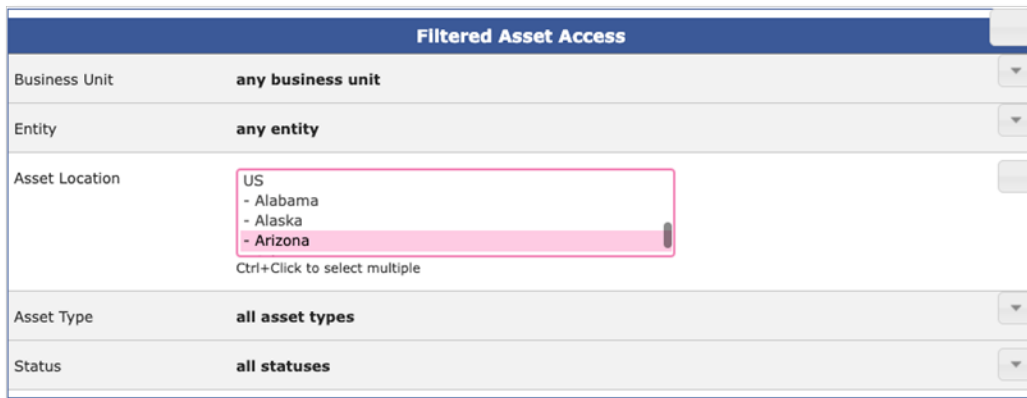 Filtered Asset Access
Business Unit any business unit
Entity any entity
Asset Location
US
- Alabama
- Alaska
- Arizona
Ctrl+Click to select multiple
Asset Type all asset types
Status all statuses